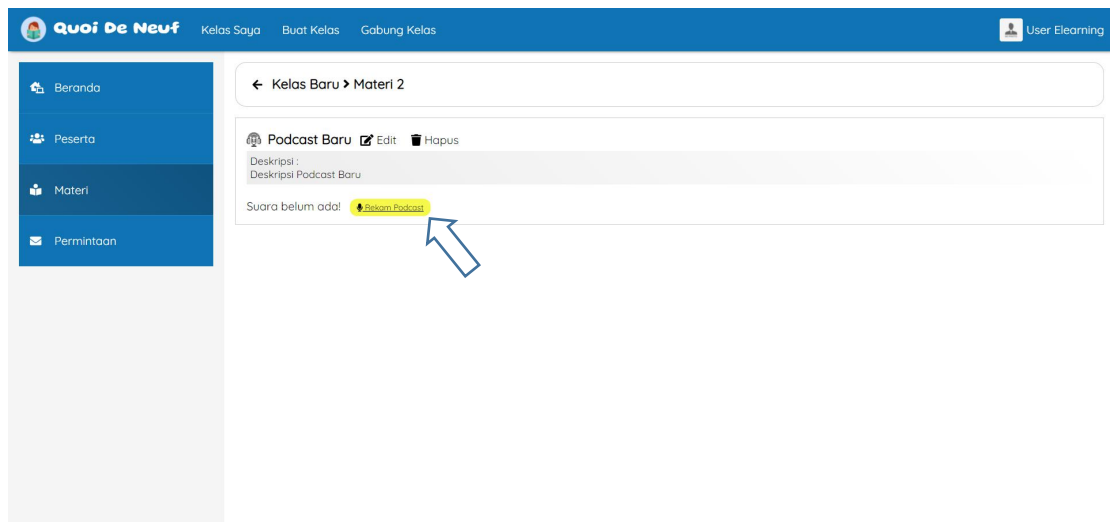 Quoi De Neuf Kelas Saya Buat Kelas Gabung Kelas User Elearning
Beranda
Peserta
Materi
Permintaan
Kelas Baru > Materi 2
Podcast Baru Edit Hapus
Deskripsi :
Deskripsi Podcast Baru
Suara belum ada! Rekam Podcast